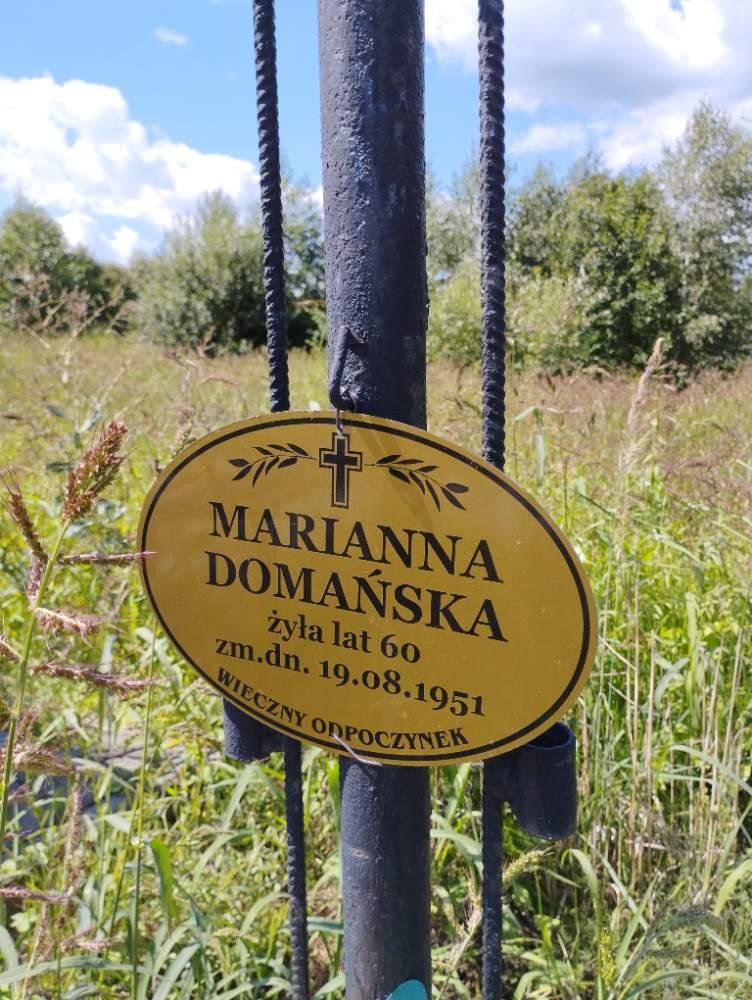 MARIANNA
DOMAŃSKA
żyła lat 60
zm.dn. 19.08.1951
WIECZNY ODPOCZYNEK